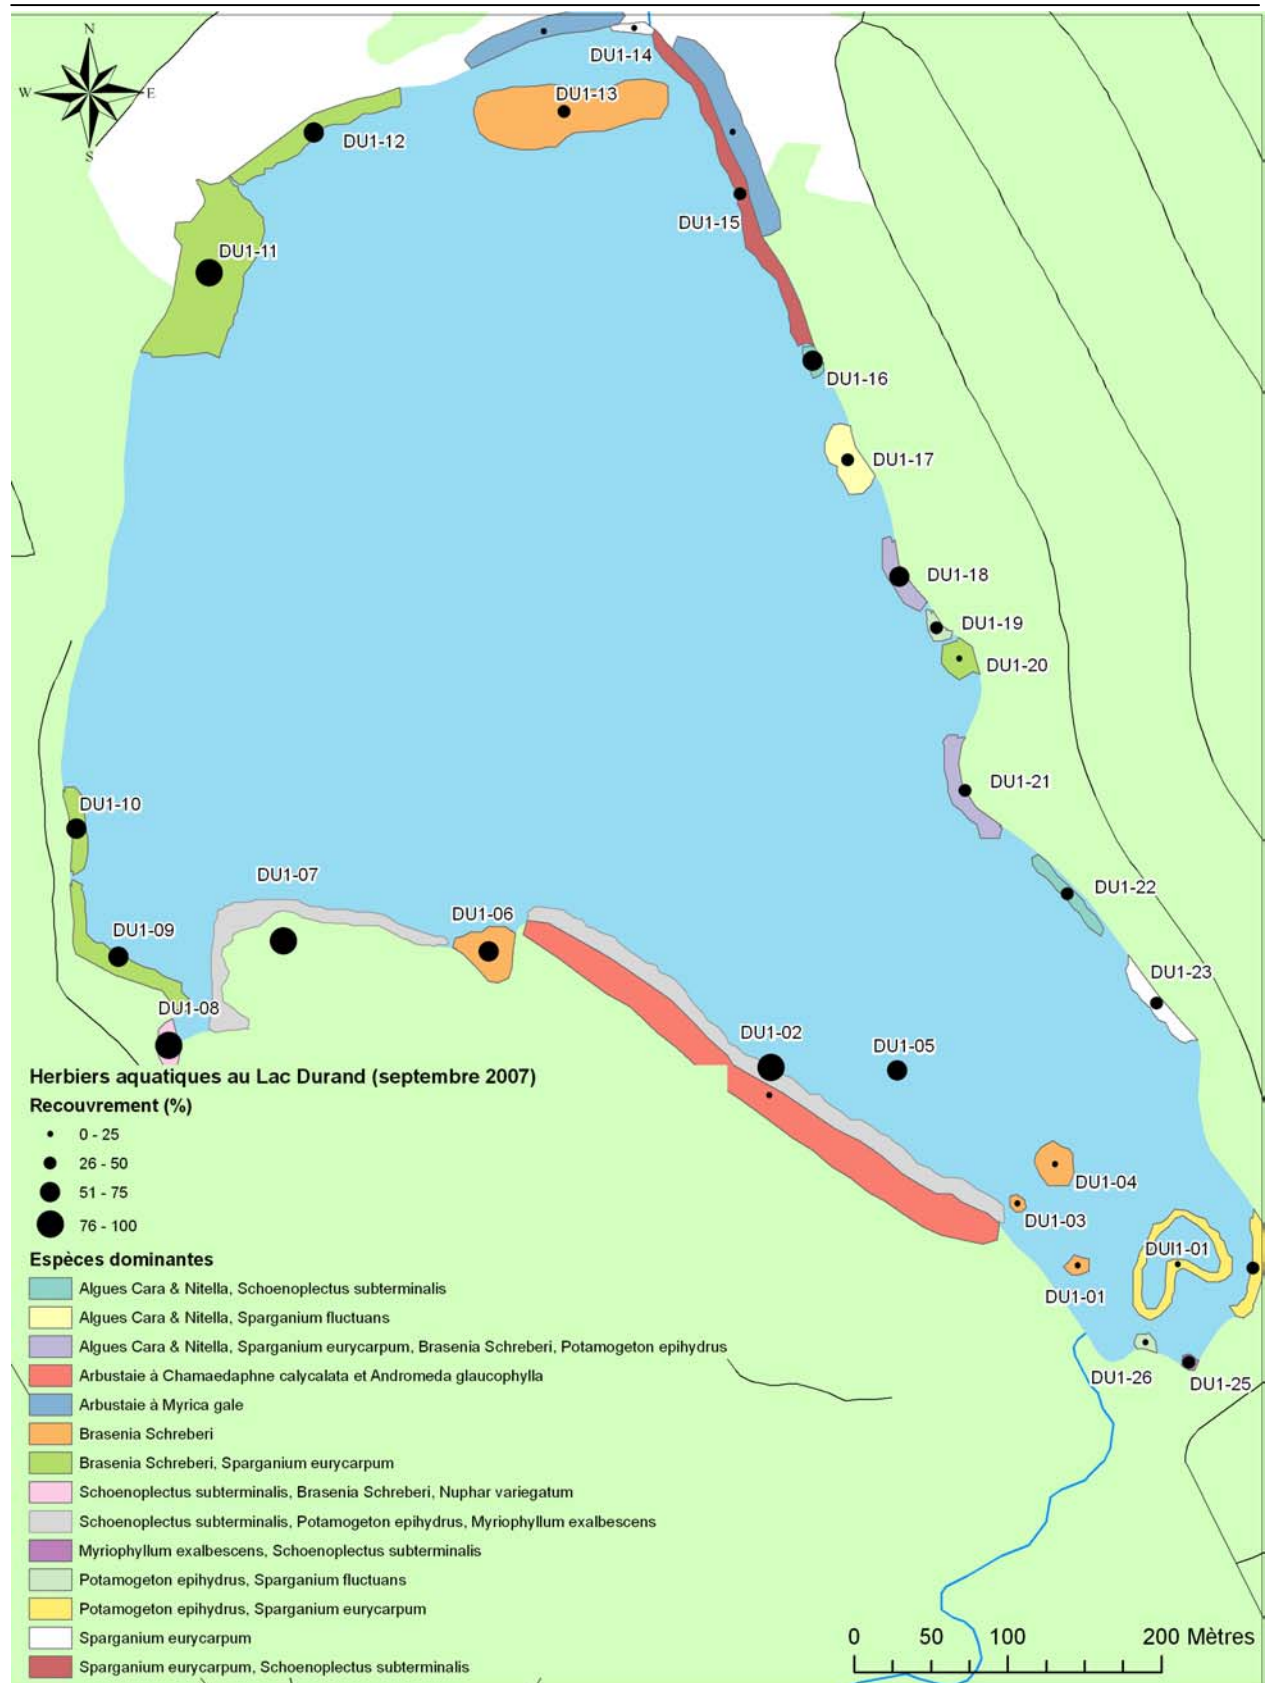 N
W E
S
DU1-14
DU1-13
DU1-12
DU1-15
DU1-11
DU1-16
DU1-17
DU1-18
DU1-19
DU1-20
DU1-21
DU1-10
DU1-07
DU1-22
DU1-06
DU1-09
DU1-23
DU1-08
DU1-02
DU1-05
DU1-04
DU1-03
DUI1-01
DU1-01
DU1-26
DU1-25
Herbiers aquatiques au Lac Durand (septembre 2007)
Recouvrement (%)
0 - 25
26 - 50
51 - 75
76 - 100
Espèces dominantes
Algues Cara & Nitella, Schoenoplectus subterminalis
Algues Cara & Nitella, Sparganium fluctuans
Algues Cara & Nitella, Sparganium eurycarpum, Brasenia Schreberi, Potamogeton epihydrus
Arbustaie à Chamaedaphne calycalata et Andromeda glaucophylla
Arbustaie à Myrica gale
Brasenia Schreberi
Brasenia Schreberi, Sparganium eurycarpum
Schoenoplectus subterminalis, Brasenia Schreberi, Nuphar variegatum
Schoenoplectus subterminalis, Potamogeton epihydrus, Myriophyllum exalbescens
Myriophyllum exalbescens, Schoenoplectus subterminalis
Potamogeton epihydrus, Sparganium fluctuans
Potamogeton epihydrus, Sparganium eurycarpum
Sparganium eurycarpum
Sparganium eurycarpum, Schoenoplectus subterminalis
0 50 100 200 Mètres